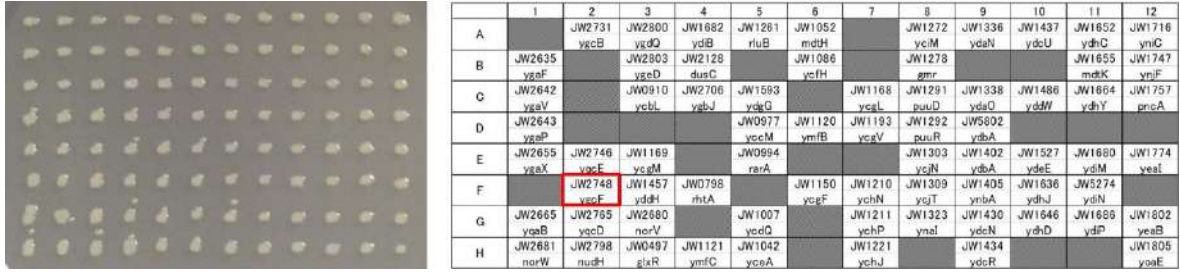 1 2 3 4 5 6 7 8 9 10 11 12
A JW2731 JW2800 JW1682 JW1261 JW1052 JW1272 JW1336 JW1437 JW1652 JW1716
ygcB ygdQ ydiB rluB mdtH yciM ydaN ydcU ydhC yniC
B JW2635 JW2803 JW2128 JW1086 JW1278 JW1655 JW1747
ygaF ygeD dusC ycfH gmr mdtK ynjF
C JW2642 JW0910 JW2706 JW1593 JW1168 JW1291 JW1338 JW1486 JW1664 JW1757
ygaV ycbL ygbJ ydgG ycgL puuD ydaO yddW ydhY pncA
D JW2643 JW0977 JW1120 JW1193 JW1292 JW5802
ygaP yccM ymfB ycgV puuR ydbA
E JW2655 JW2746 JW1169 JW0994 JW1303 JW1402 JW1527 JW1680 JW1774
ygaX ygcE ycgM rarA ycjN ydbA ydeE ydiM yeaI
F JW2748 JW1457 JW0798 JW1150 JW1210 JW1309 JW1405 JW1636 JW5274
ygcF yddH rhtA ycgF ychN ycjT ynbA ydhJ ydiN
G JW2665 JW2765 JW2680 JW1007 JW1211 JW1323 JW1430 JW1646 JW1686 JW1802
yqaB yqcD norV ycdQ ychP ynaI ydcN ydhD ydiP yeaB
H JW2681 JW2798 JW0497 JW1121 JW1042 JW1221 JW1434 JW1805
norW nudH glxR ymfC yceA ychJ ydcR yoaE